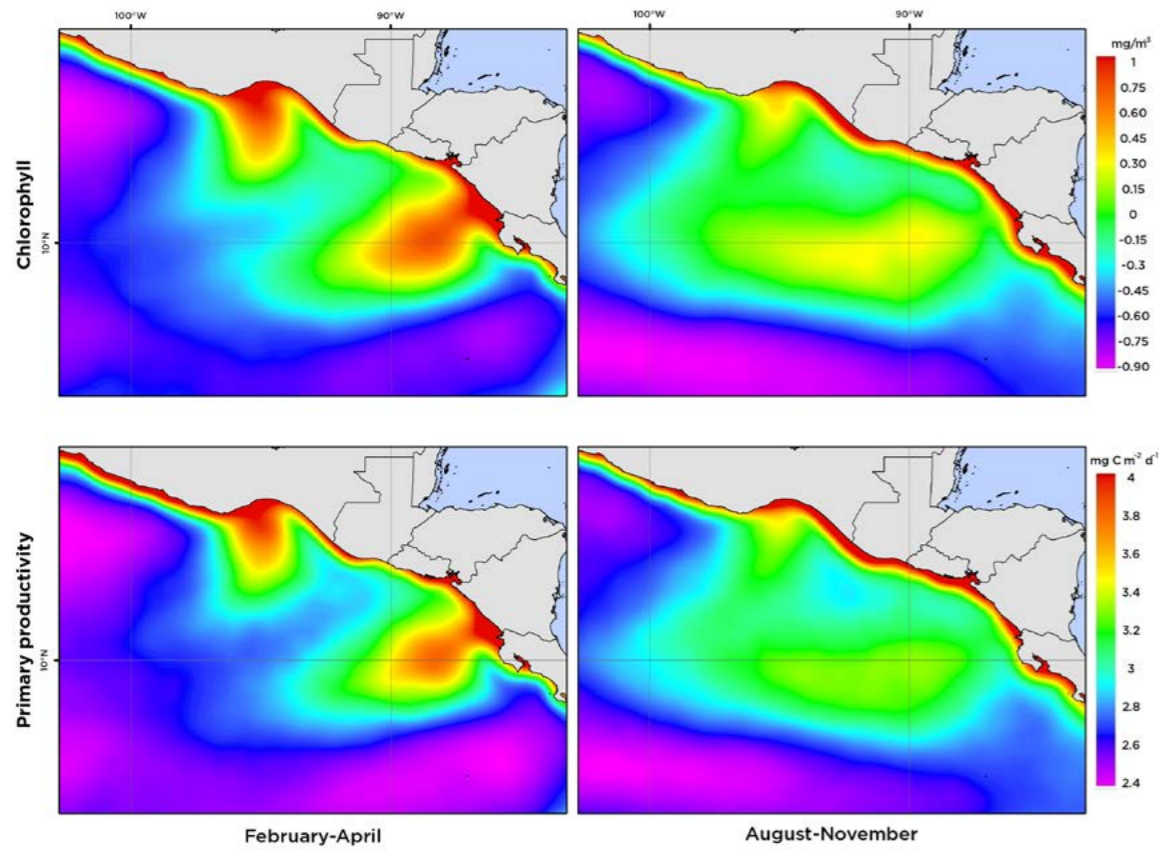 100°W 90°W 100°W 90°W
mg/m³
1
0.75
0.60
0.45
0.30
0.15
0
-0.15
-0.3
-0.45
-0.60
-0.75
-0.90
Chlorophyll
10°N
mg C m⁻² d⁻¹
4
3.8
3.6
3.4
3.2
3
2.8
2.6
2.4
Primary productivity
10°N
February-April August-November